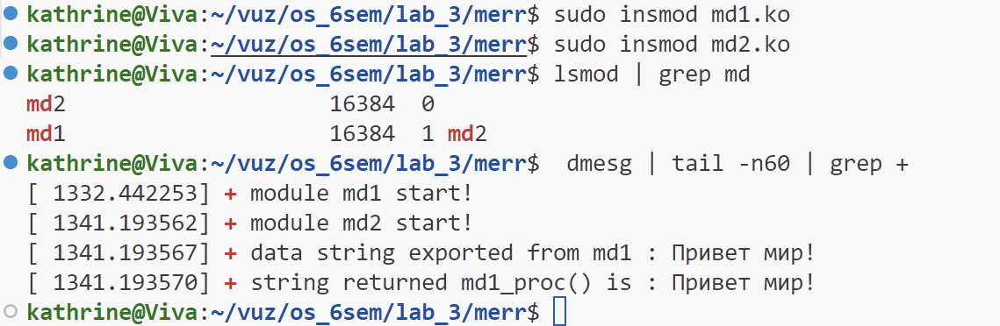 kathrine@Viva:~/vuz/os_6sem/lab_3/merr$ sudo insmod md1.ko
kathrine@Viva:~/vuz/os_6sem/lab_3/merr$ sudo insmod md2.ko
kathrine@Viva:~/vuz/os_6sem/lab_3/merr$ lsmod | grep md
md2                    16384  0
md1                    16384  1 md2
kathrine@Viva:~/vuz/os_6sem/lab_3/merr$  dmesg | tail -n60 | grep +
[ 1332.442253] + module md1 start!
[ 1341.193562] + module md2 start!
[ 1341.193567] + data string exported from md1 : Привет мир!
[ 1341.193570] + string returned md1_proc() is : Привет мир!
kathrine@Viva:~/vuz/os_6sem/lab_3/merr$